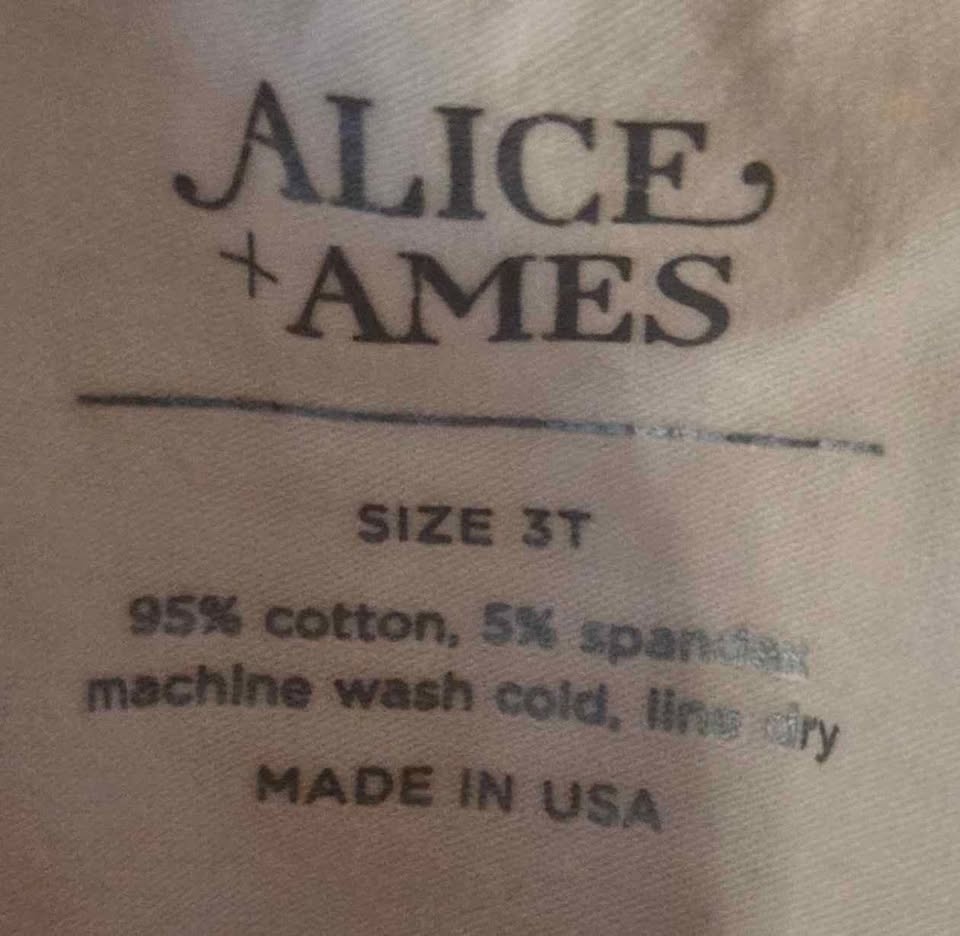 ALICE
+ AMES
SIZE 3T
95% cotton, 5% spandex
machine wash cold, line dry
MADE IN USA